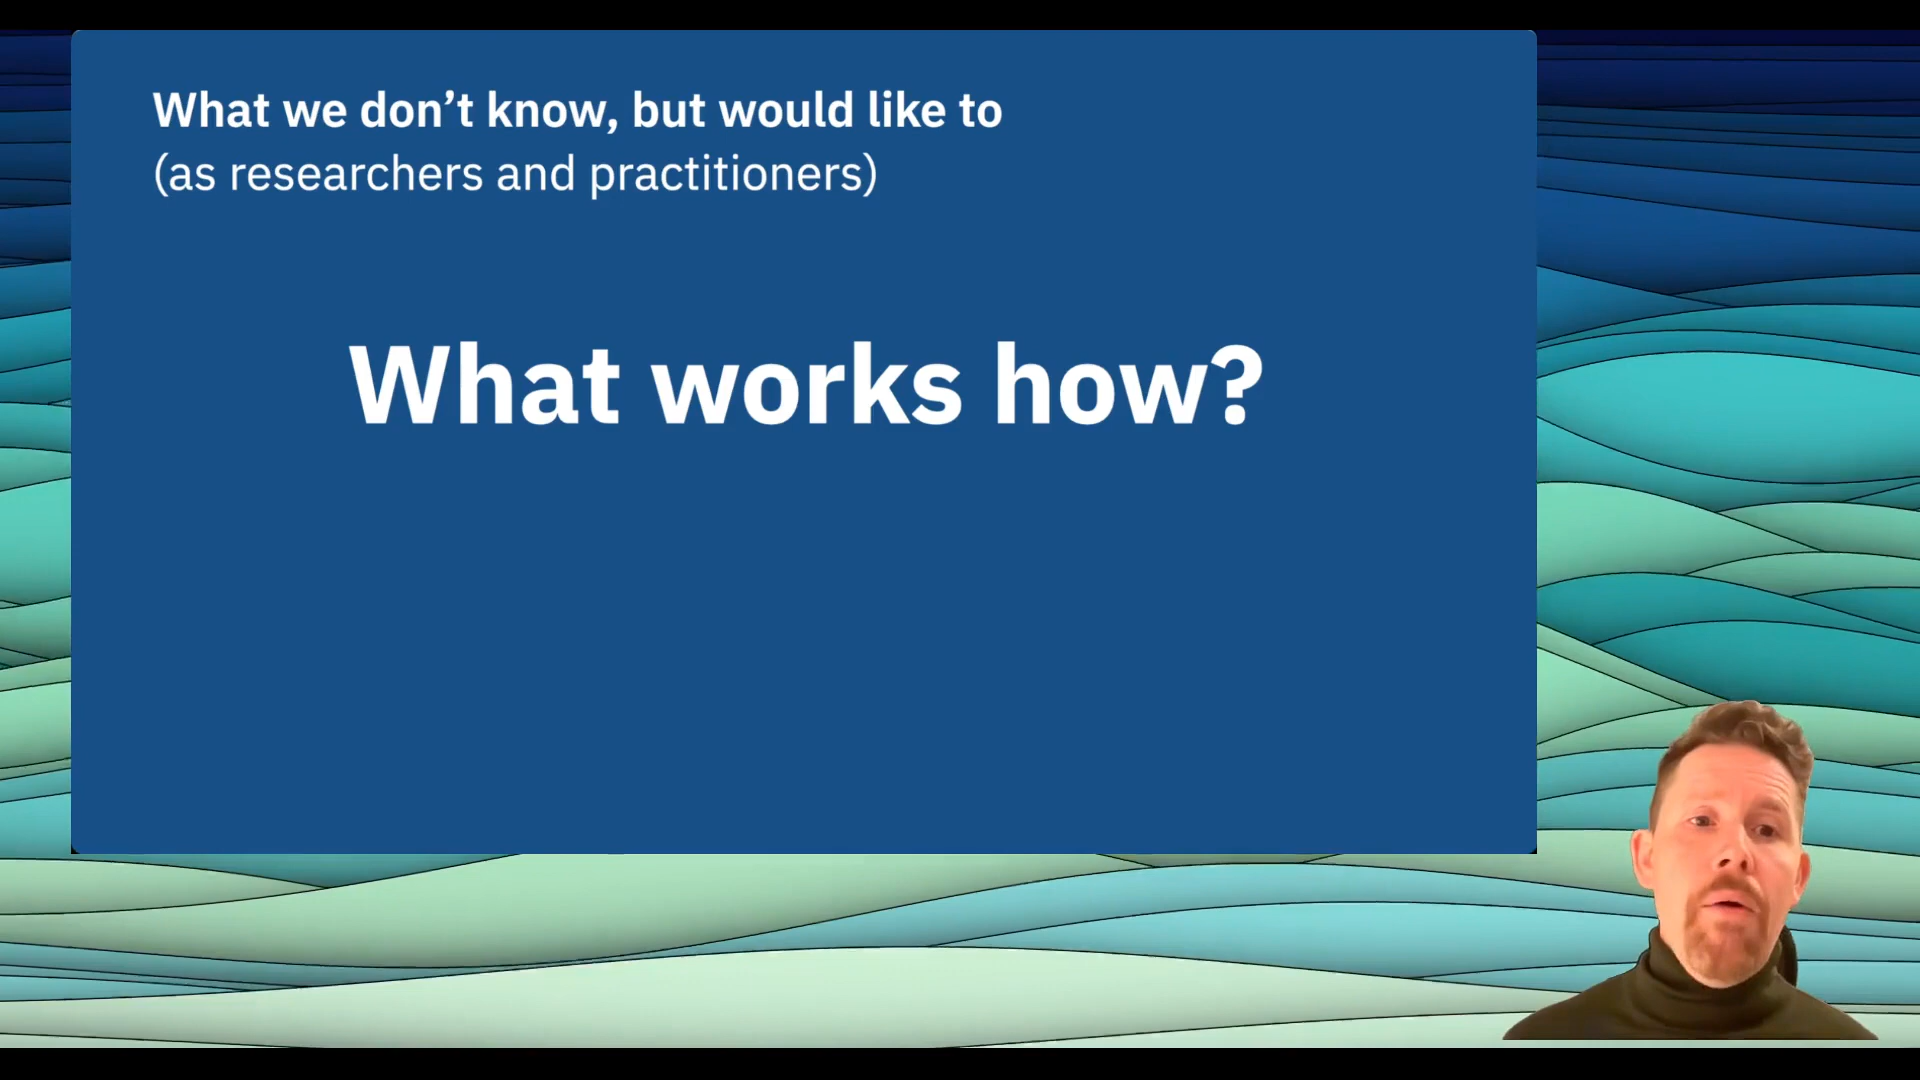 What we don’t know, but would like to
(as researchers and practitioners)
What works how?